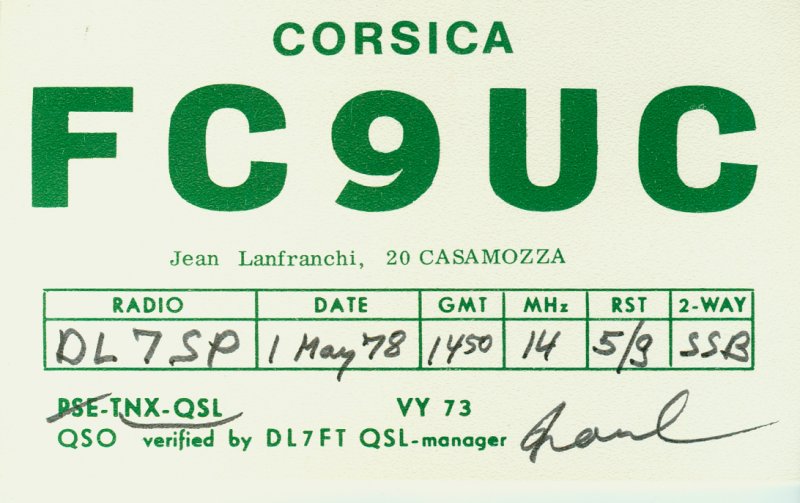 CORSICA
FC9UC
Jean Lanfranchi, 20 CASAMOZZA
RADIO DATE GMT MHz RST 2-WAY
DL7SP 1 May '78 1450 14 5/9 SSB
PSE-TNX-QSL VY 73
QSO verified by DL7FT QSL-manager